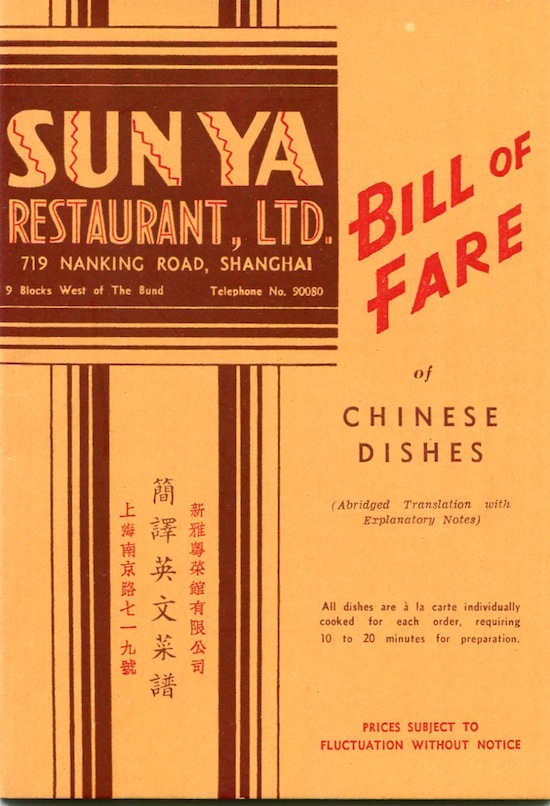 SUN YA
RESTAURANT, LTD.
719 NANKING ROAD, SHANGHAI
9 Blocks West of The Bund Telephone No. 90080
BILL OF
FARE
of
CHINESE
DISHES
(Abridged Translation with
Explanatory Notes)
新雅粵菜館有限公司
簡譯英文菜譜
上海南京路七一九號
All dishes are à la carte individually
cooked for each order, requiring
10 to 20 minutes for preparation.
PRICES SUBJECT TO
FLUCTUATION WITHOUT NOTICE